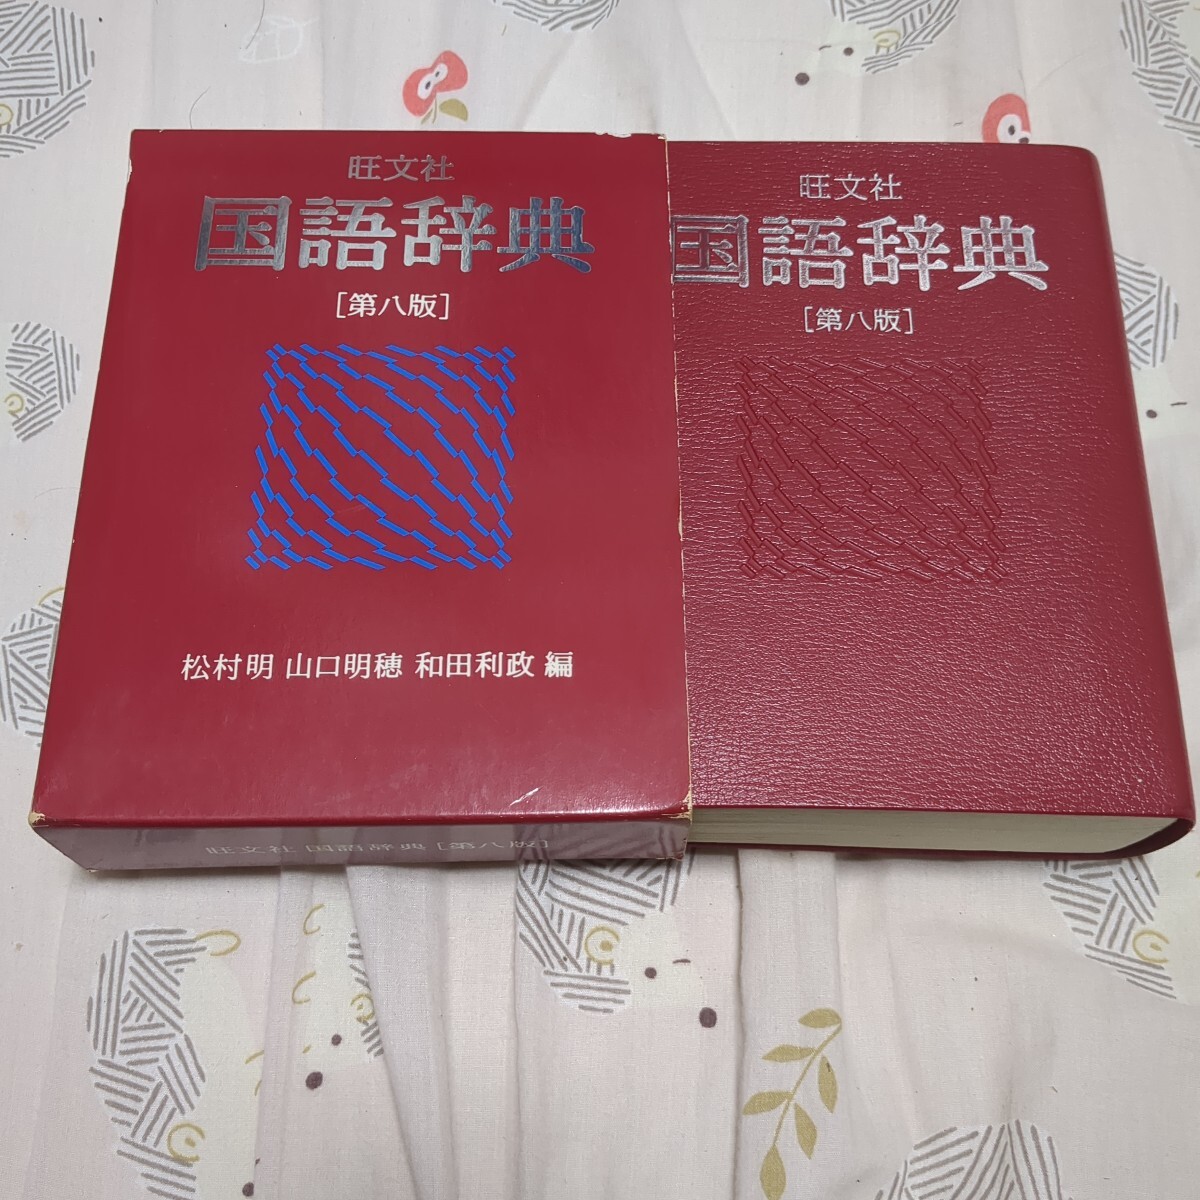 旺文社
国語辞典
[第八版]
松村明 山口明穂 和田利政 編
旺文社 国語辞典 [第八版]
旺文社
国語辞典
[第八版]